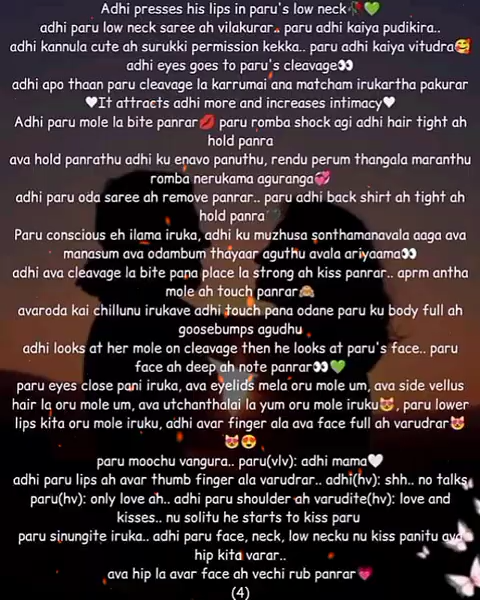 Adhi presses his lips in paru's low neck🥀💚
adhi paru low neck saree ah vilakurar.. paru adhi kaiya pudikira..
adhi kannula cute ah surukki permission kekka.. paru adhi kaiya vitudra🥰
adhi eyes goes to paru's cleavage👀
adhi apo thaan paru cleavage la karrumai ana matcham irukartha pakurar
🤍It attracts adhi more and increases intimacy🤍
Adhi paru mole la bite panrar💋 paru romba shock agi adhi hair tight ah
hold panra
ava hold panrathu adhi ku enavo panuthu, rendu perum thangala maranthu
romba nerukama aguranga💞
adhi paru oda saree ah remove panrar.. paru adhi back shirt ah tight ah
hold panra🖤
Paru conscious eh ilama iruka, adhi ku muzhusa sonthamanavala aaga ava
manasum ava odambum thayaar aguthu avala ariyaama👀
adhi ava cleavage la bite pana place la strong ah kiss panrar.. aprm antha
mole ah touch panrar🙈
avaroda kai chillunu irukave adhi touch pana odane paru ku body full ah
goosebumps agudhu
adhi looks at her mole on cleavage then he looks at paru's face.. paru
face ah deep ah note panrar👀💚
paru eyes close pani iruka, ava eyelids mela oru mole um, ava side vellus
hair la oru mole um, ava utchanthalai la yum oru mole iruku😻, paru lower
lips kita oru mole iruku, adhi avar finger ala ava face full ah varudrar😻
😻😍
paru moochu vangura.. paru(vlv): adhi mama🤍
adhi paru lips ah avar thumb finger ala varudrar.. adhi(hv): shh.. no talks,
paru(hv): only love ah.. adhi paru shoulder ah varudite(hv): love and
kisses.. nu solitu he starts to kiss paru
paru sinungite iruka.. adhi paru face, neck, low necku nu kiss panitu ava
hip kita varar..
ava hip la avar face ah vechi rub panrar💗
(4)